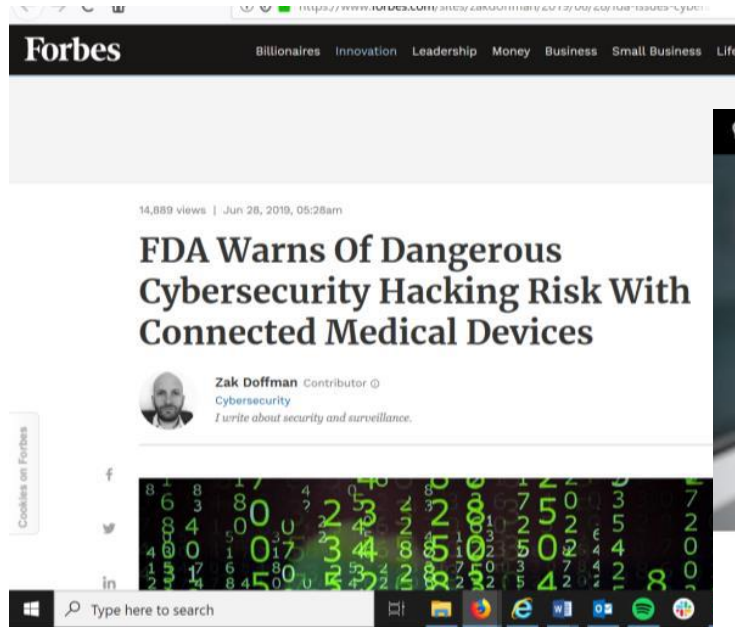 Forbes
Billionaires Innovation Leadership Money Business Small Business
14,889 views | Jun 28, 2019, 05:28am
FDA Warns Of Dangerous
Cybersecurity Hacking Risk With
Connected Medical Devices
Zak Doffman Contributor
Cybersecurity
I write about security and surveillance.
Cookies on Forbes
f
in
Type here to search